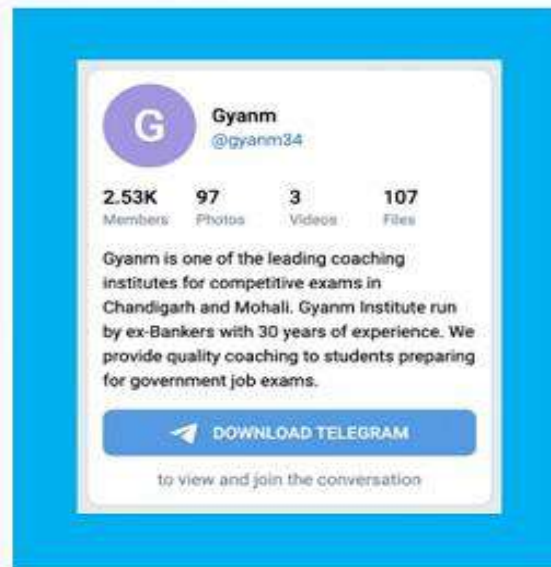 G
Gyanm
@gyanm34
2.53K 97 3 107
Members Photos Videos Files
Gyanm is one of the leading coaching
institutes for competitive exams in
Chandigarh and Mohali. Gyanm Institute run
by ex-Bankers with 30 years of experience. We
provide quality coaching to students preparing
for government job exams.
DOWNLOAD TELEGRAM
to view and join the conversation